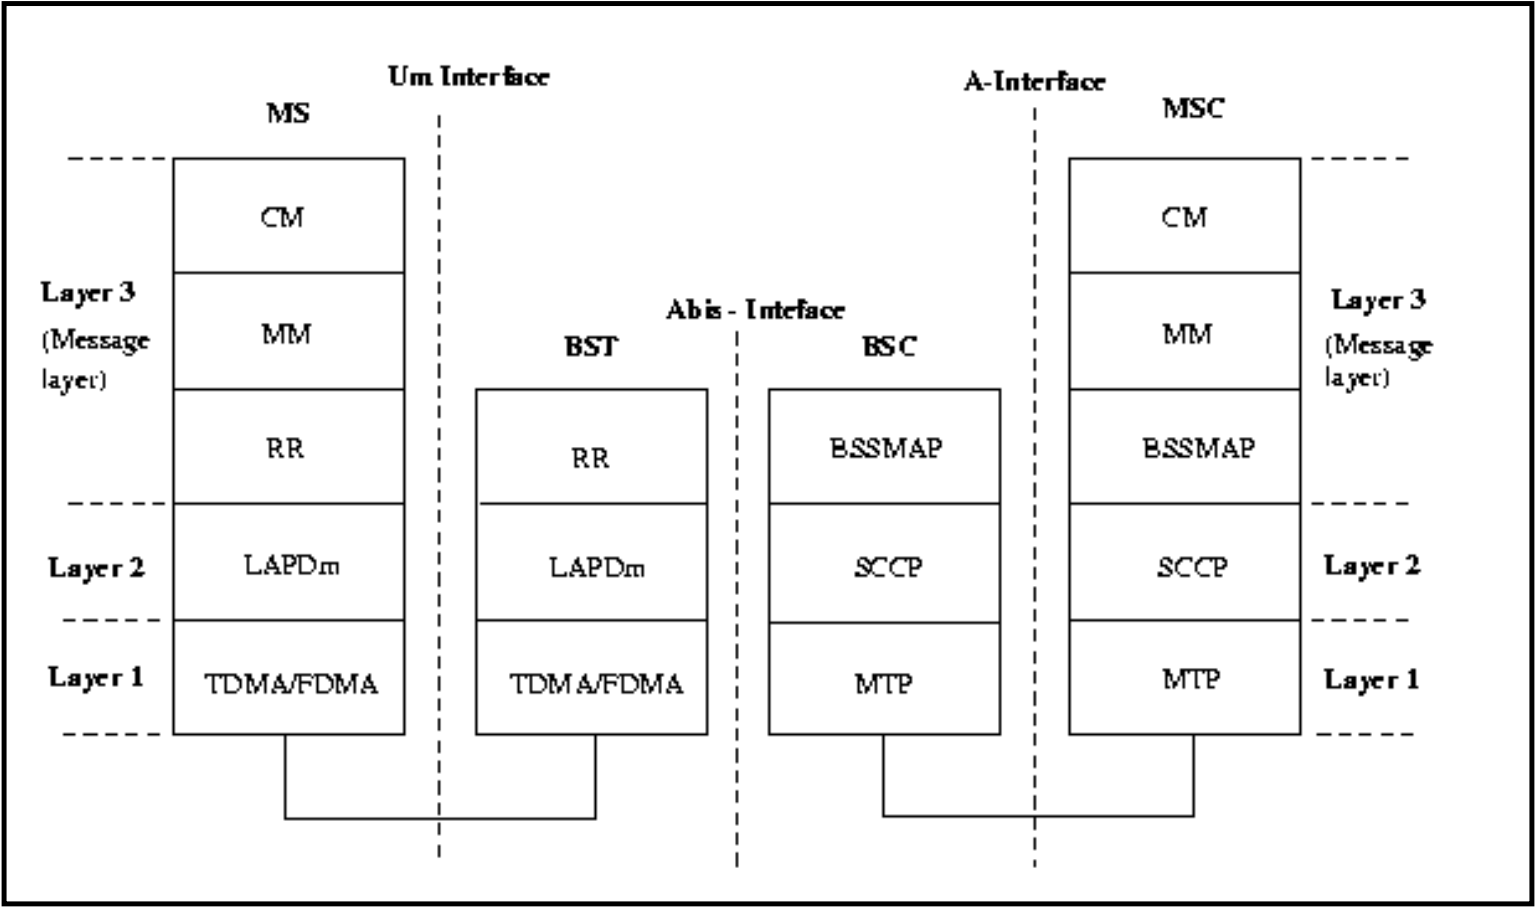 Um Interface
A-Interface
MS
MSC
CM
CM
Layer 3
(Message
layer)
MM
Abis - Inteface
MM
Layer 3
(Message
layer)
BST
BSC
RR
RR
BSSMAP
BSSMAP
Layer 2
LAPDm
LAPDm
SCCP
SCCP
Layer 2
Layer 1
TDMA/FDMA
TDMA/FDMA
MTP
MTP
Layer 1